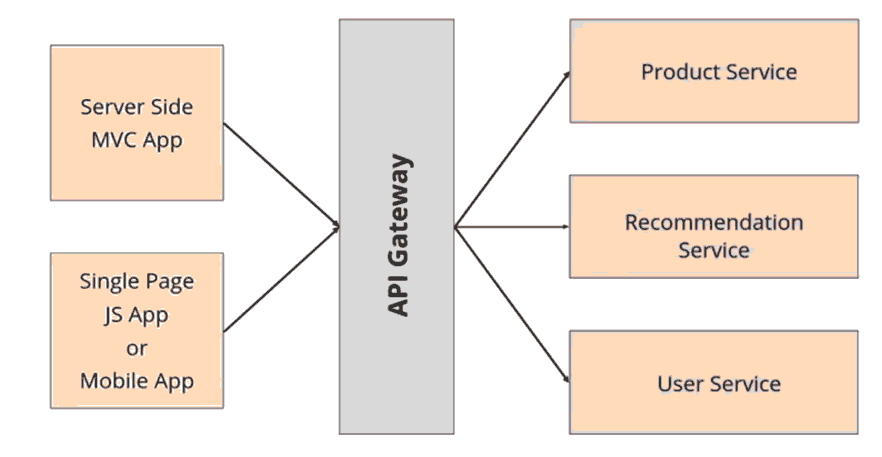 Server Side
MVC App
Single Page
JS App
or
Mobile App
API Gateway
Product Service
Recommendation
Service
User Service